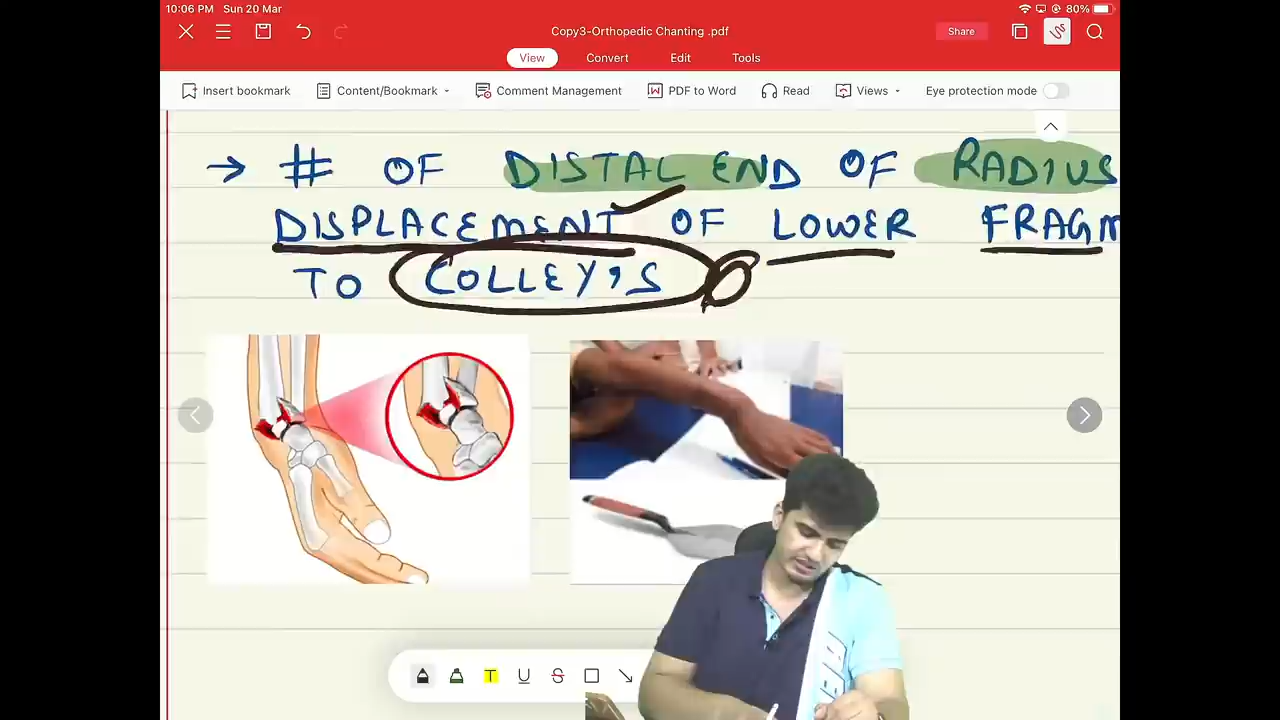 10:06 PM Sun 20 Mar 80%
Copy3-Orthopedic Chanting .pdf
Share
View Convert Edit Tools
Insert bookmark Content/Bookmark Comment Management PDF to Word Read Views Eye protection mode
→ # OF DISTAL END OF RADIUS
DISPLACEMENT OF LOWER FRAGM
TO COLLEY'S
T U S